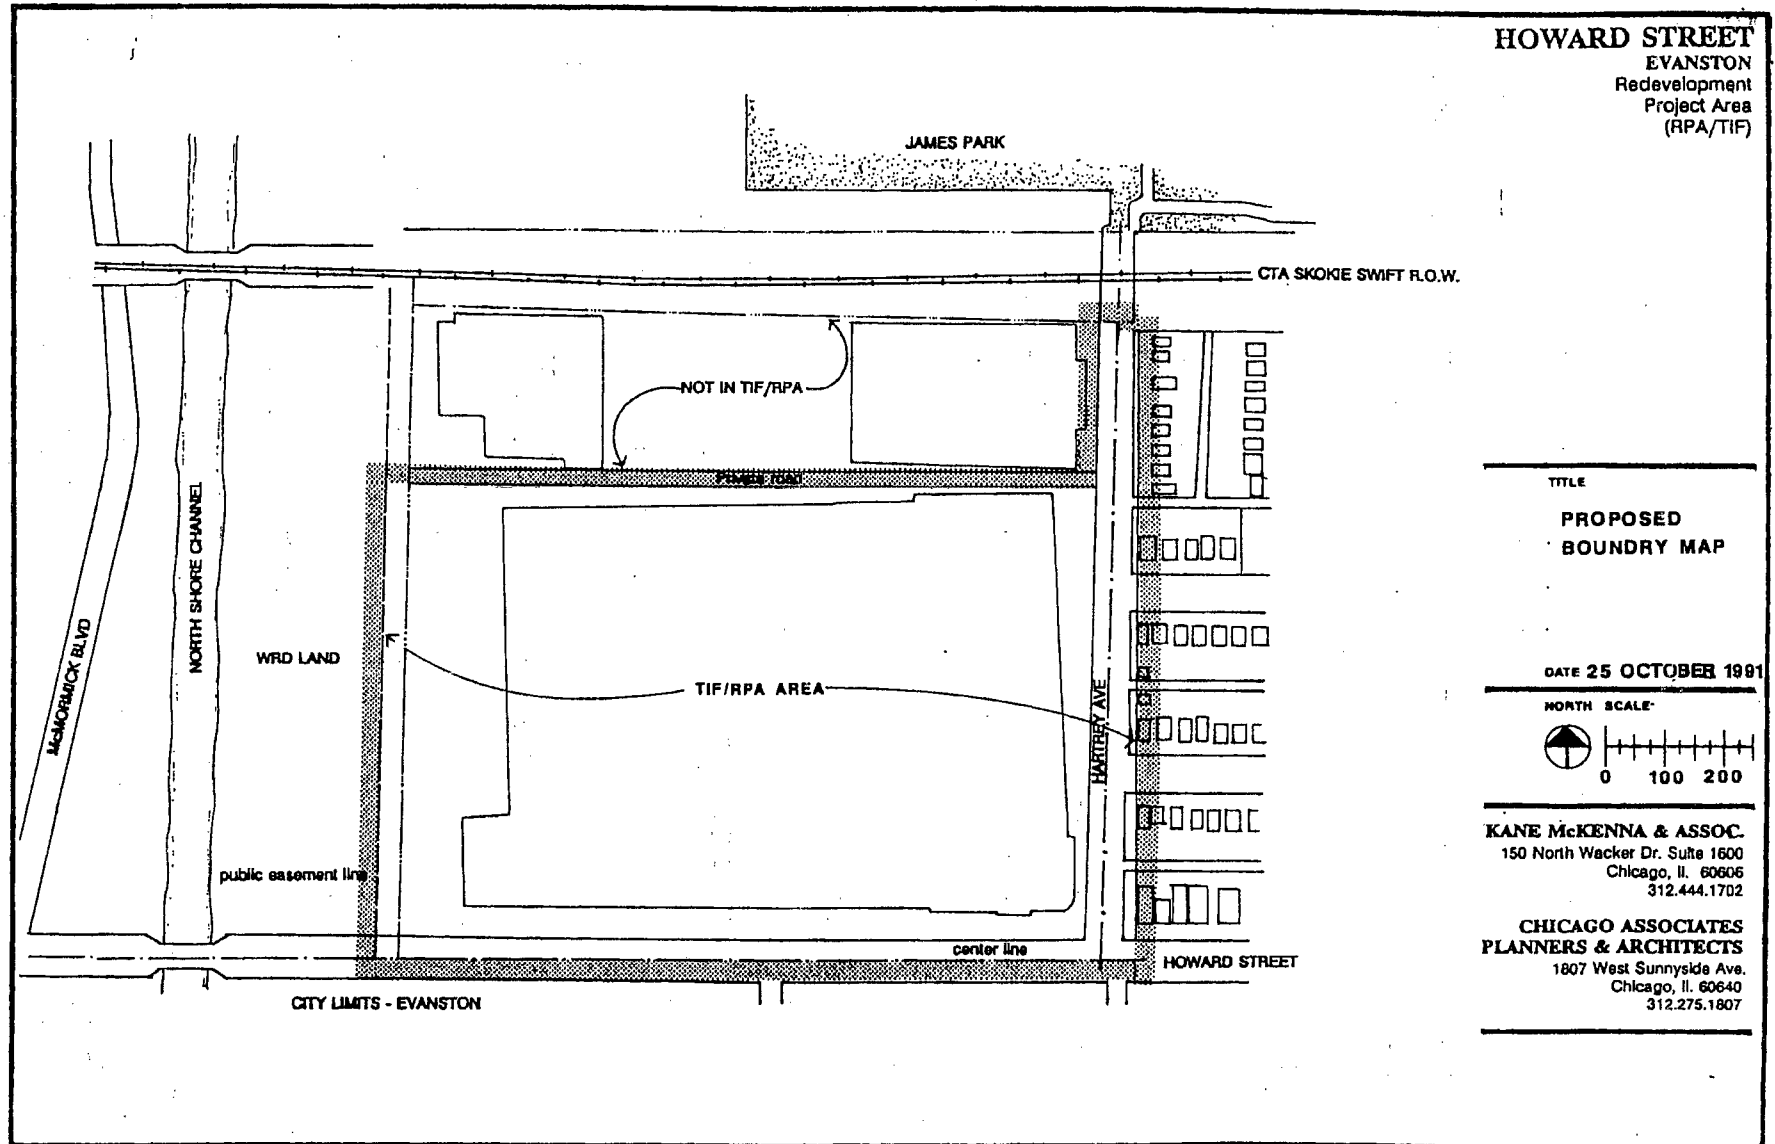 HOWARD STREET
EVANSTON
Redevelopment
Project Area
(RPA/TIF)
JAMES PARK
CTA SKOKIE SWIFT R.O.W.
NOT IN TIF/RPA
Private road
NORTH SHORE CHANNEL
McMORMICK BLVD
WRD LAND
TIF/RPA AREA
HARTREY AVE
public easement line
center line
HOWARD STREET
CITY LIMITS - EVANSTON
TITLE
PROPOSED
BOUNDRY MAP
DATE 25 OCTOBER 1991
NORTH SCALE
0 100 200
KANE McKENNA & ASSOC.
150 North Wacker Dr. Suite 1600
Chicago, Il. 60606
312.444.1702
CHICAGO ASSOCIATES
PLANNERS & ARCHITECTS
1807 West Sunnyside Ave.
Chicago, Il. 60640
312.275.1807